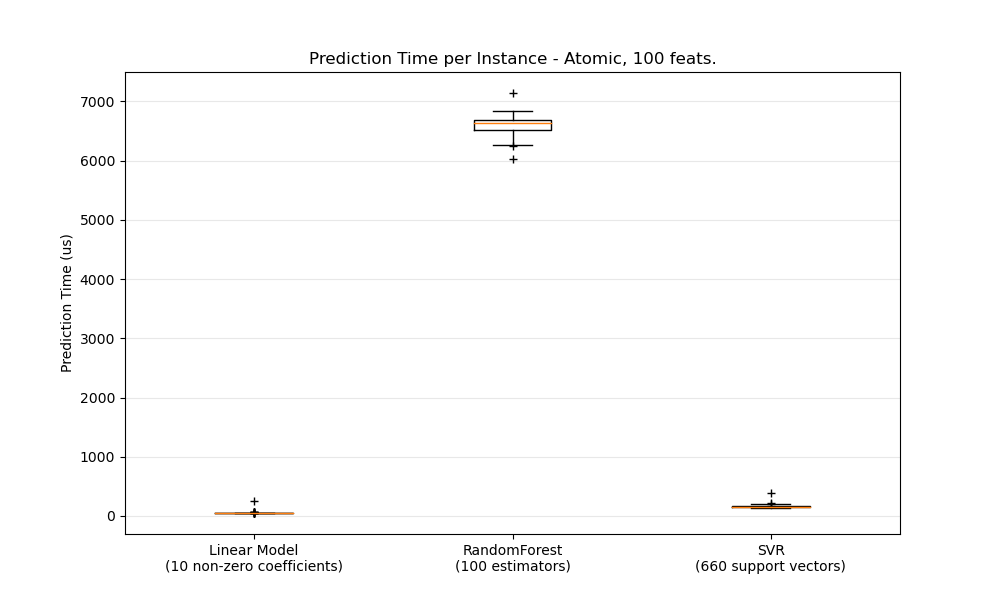 Prediction Time per Instance - Atomic, 100 feats.
Prediction Time (us)
7000
6000
5000
4000
3000
2000
1000
0
Linear Model
(10 non-zero coefficients)
RandomForest
(100 estimators)
SVR
(660 support vectors)